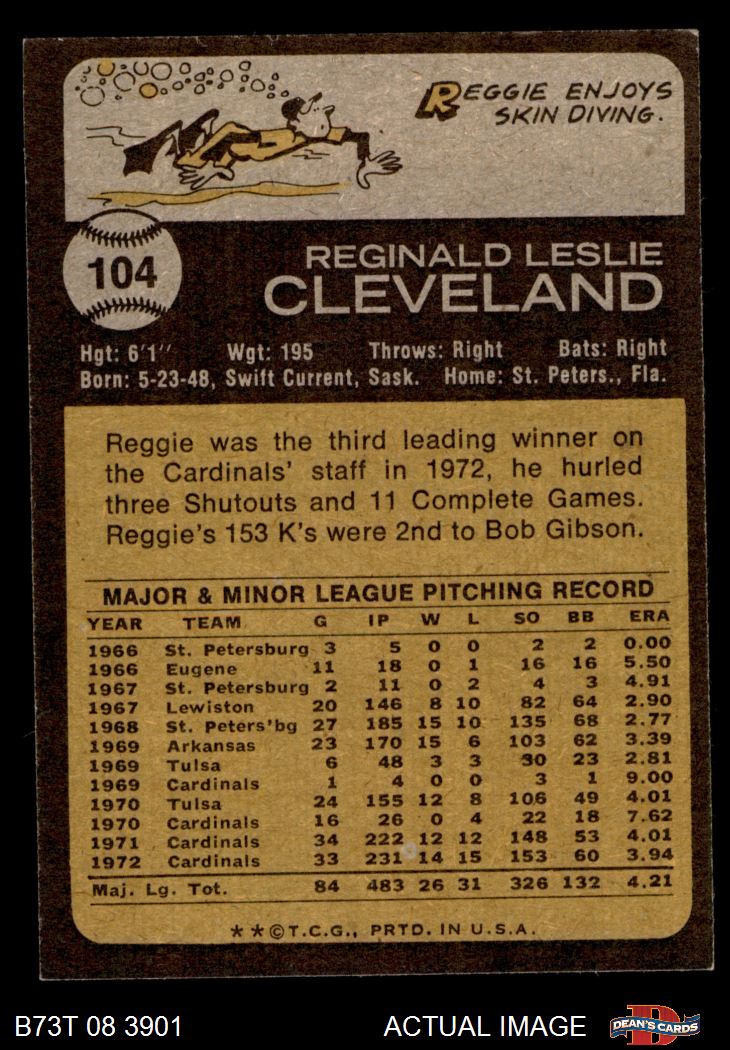 REGGIE ENJOYS
SKIN DIVING.
104
REGINALD LESLIE
CLEVELAND
Hgt: 6'1" Wgt: 195 Throws: Right Bats: Right
Born: 5-23-48, Swift Current, Sask. Home: St. Peters., Fla.
Reggie was the third leading winner on
the Cardinals' staff in 1972, he hurled
three Shutouts and 11 Complete Games.
Reggie's 153 K's were 2nd to Bob Gibson.
MAJOR & MINOR LEAGUE PITCHING RECORD
YEAR TEAM G IP W L SO BB ERA
1966 St. Petersburg 3 5 0 0 2 2 0.00
1966 Eugene 11 18 0 1 16 16 5.50
1967 St. Petersburg 2 11 0 2 4 3 4.91
1967 Lewiston 20 146 8 10 82 64 2.90
1968 St. Peters'bg 27 185 15 10 135 68 2.77
1969 Arkansas 23 170 15 6 103 62 3.39
1969 Tulsa 6 48 3 3 30 23 2.81
1969 Cardinals 1 4 0 0 3 1 9.00
1970 Tulsa 24 155 12 8 106 49 4.01
1970 Cardinals 16 26 0 4 22 18 7.62
1971 Cardinals 34 222 12 12 148 53 4.01
1972 Cardinals 33 231 14 15 153 60 3.94
Maj. Lg. Tot. 84 483 26 31 326 132 4.21
**©T.C.G., PRTD. IN U.S.A.
B73T 08 3901 ACTUAL IMAGE DEAN'S CARDS